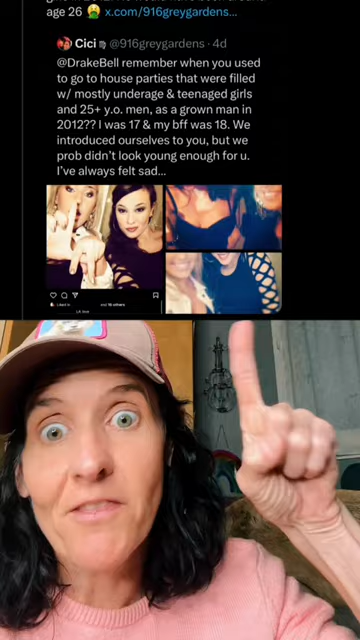 age 26 🤮 x.com/916greygardens...
Cici ♍ @916greygardens · 4d
@DrakeBell remember when you used
to go to house parties that were filled
w/ mostly underage & teenaged girls
and 25+ y.o. men, as a grown man in
2012?? I was 17 & my bff was 18. We
introduced ourselves to you, but we
prob didn't look young enough for u.
I've always felt sad...